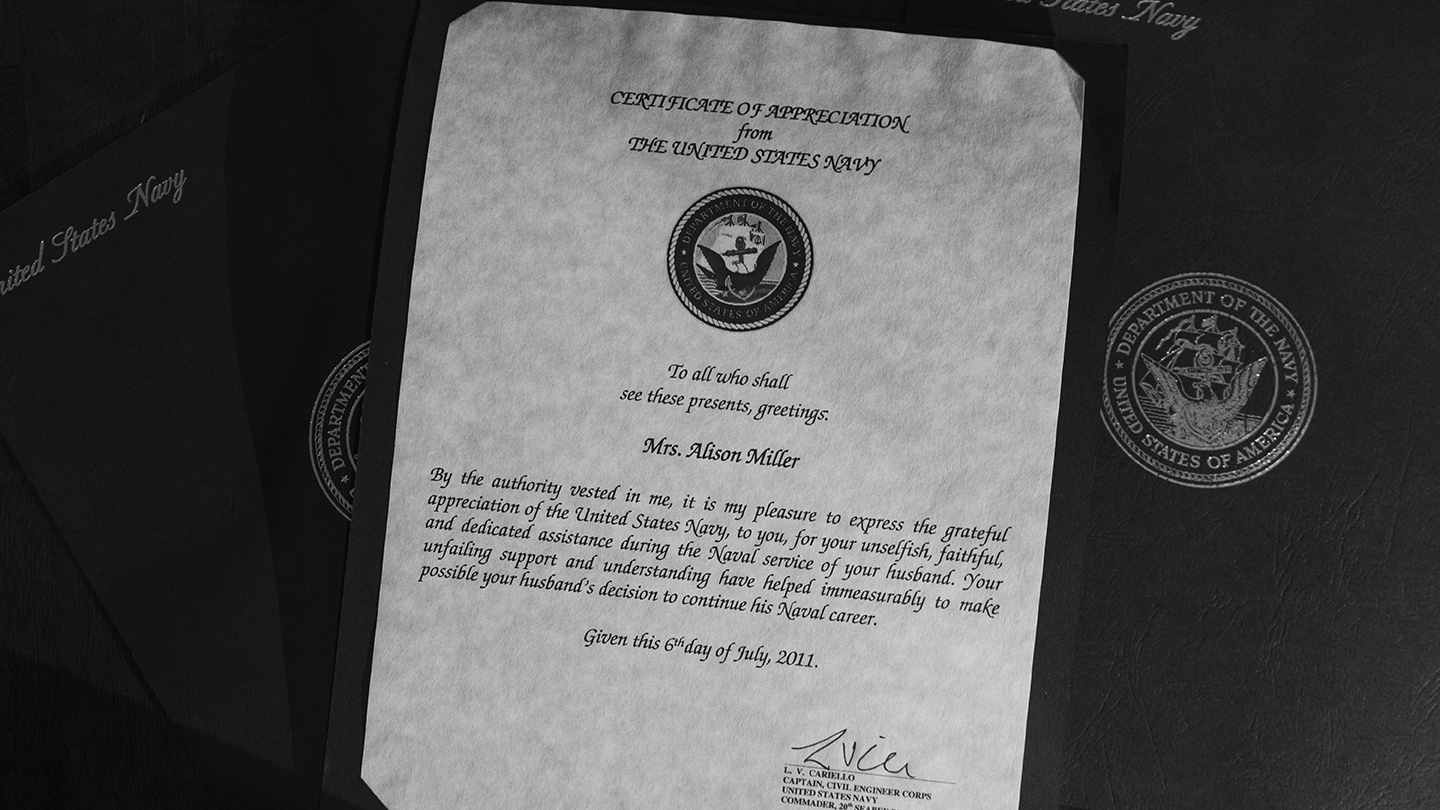 States Navy
United States Navy
CERTIFICATE OF APPRECIATION
from
THE UNITED STATES NAVY
DEPARTMENT OF THE NAVY
UNITED STATES OF AMERICA
To all who shall
see these presents, greetings:
Mrs. Alison Miller
By the authority vested in me, it is my pleasure to express the grateful
appreciation of the United States Navy, to you, for your unselfish, faithful,
and dedicated assistance during the Naval service of your husband. Your
unfailing support and understanding have helped immeasurably to make
possible your husband's decision to continue his Naval career.
Given this 6th day of July, 2011.
L. V. CARIELLO
CAPTAIN, CIVIL ENGINEER CORPS
UNITED STATES NAVY
COMMADER, 20th
DEPARTMENT
DEPARTMENT OF THE NAVY
UNITED STATES OF AMERICA